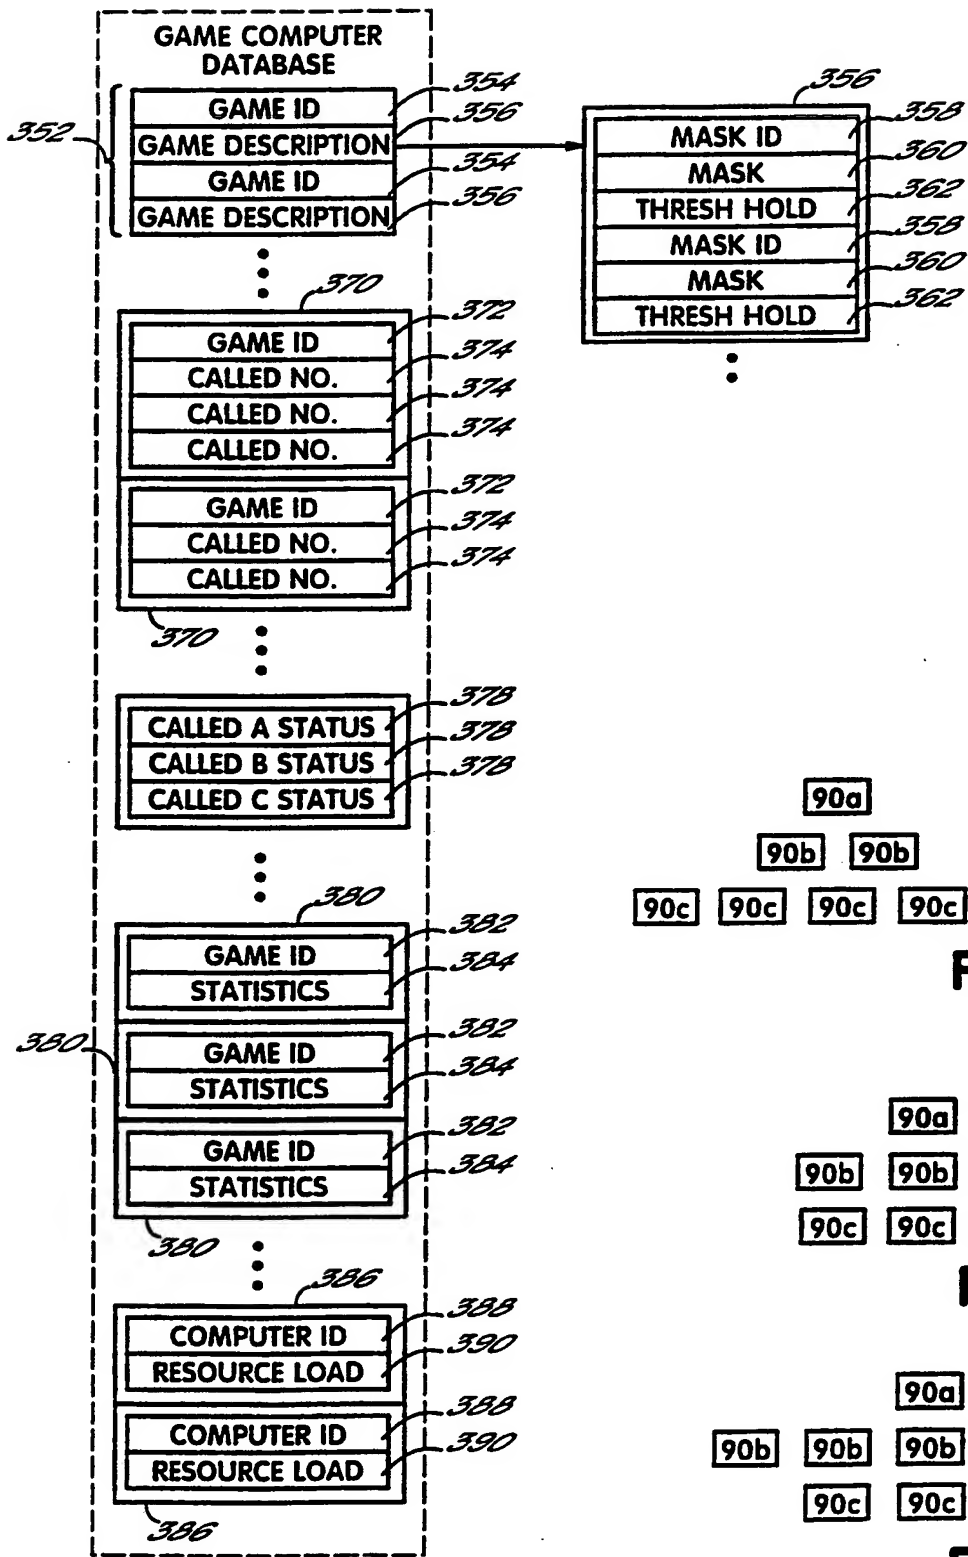 GAME COMPUTER
DATABASE
352
GAME ID 354
GAME DESCRIPTION 356
GAME ID 354
GAME DESCRIPTION 356
356
MASK ID 358
MASK 360
THRESH HOLD 362
MASK ID 358
MASK 360
THRESH HOLD 362
370
GAME ID 372
CALLED NO. 374
CALLED NO. 374
CALLED NO. 374
GAME ID 372
CALLED NO. 374
CALLED NO. 374
370
CALLED A STATUS 378
CALLED B STATUS 378
CALLED C STATUS 378
380
GAME ID 382
STATISTICS 384
380
GAME ID 382
STATISTICS 384
GAME ID 382
STATISTICS 384
380
386
COMPUTER ID 388
RESOURCE LOAD 390
COMPUTER ID 388
RESOURCE LOAD 390
386
90a
90b 90b
90c 90c 90c 90c
90a
90b 90b
90c 90c
90a
90b 90b 90b
90c 90c